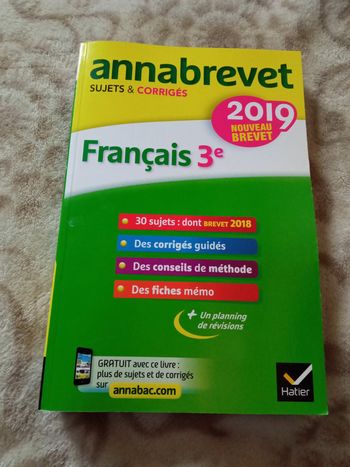 annabrevet
SUJETS & CORRIGÉS
2019
NOUVEAU
BREVET
Français 3e
30 sujets : dont BREVET 2018
Des corrigés guidés
Des conseils de méthode
Des fiches mémo
+ Un planning
de révisions
GRATUIT avec ce livre :
plus de sujets et de corrigés
sur annabac.com
Hatier